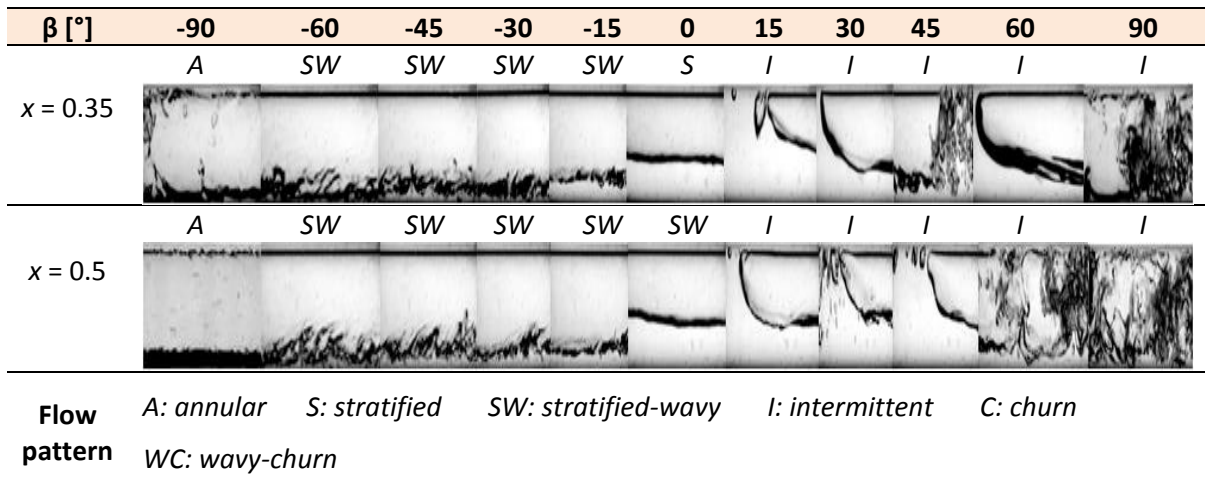 β [°] -90 -60 -45 -30 -15 0 15 30 45 60 90
A SW SW SW SW S I I I I I
x = 0.35
A SW SW SW SW SW I I I I I
x = 0.5
Flow pattern
A: annular S: stratified SW: stratified-wavy I: intermittent C: churn
WC: wavy-churn